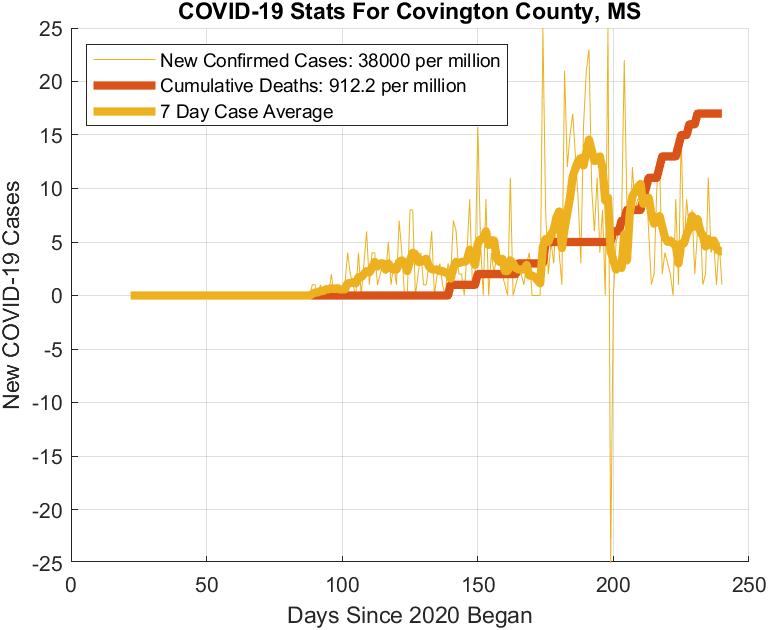 COVID-19 Stats For Covington County, MS
New Confirmed Cases: 38000 per million
Cumulative Deaths: 912.2 per million
7 Day Case Average
New COVID-19 Cases
25
20
15
10
5
0
-5
-10
-15
-20
-25
0 50 100 150 200 250
Days Since 2020 Began